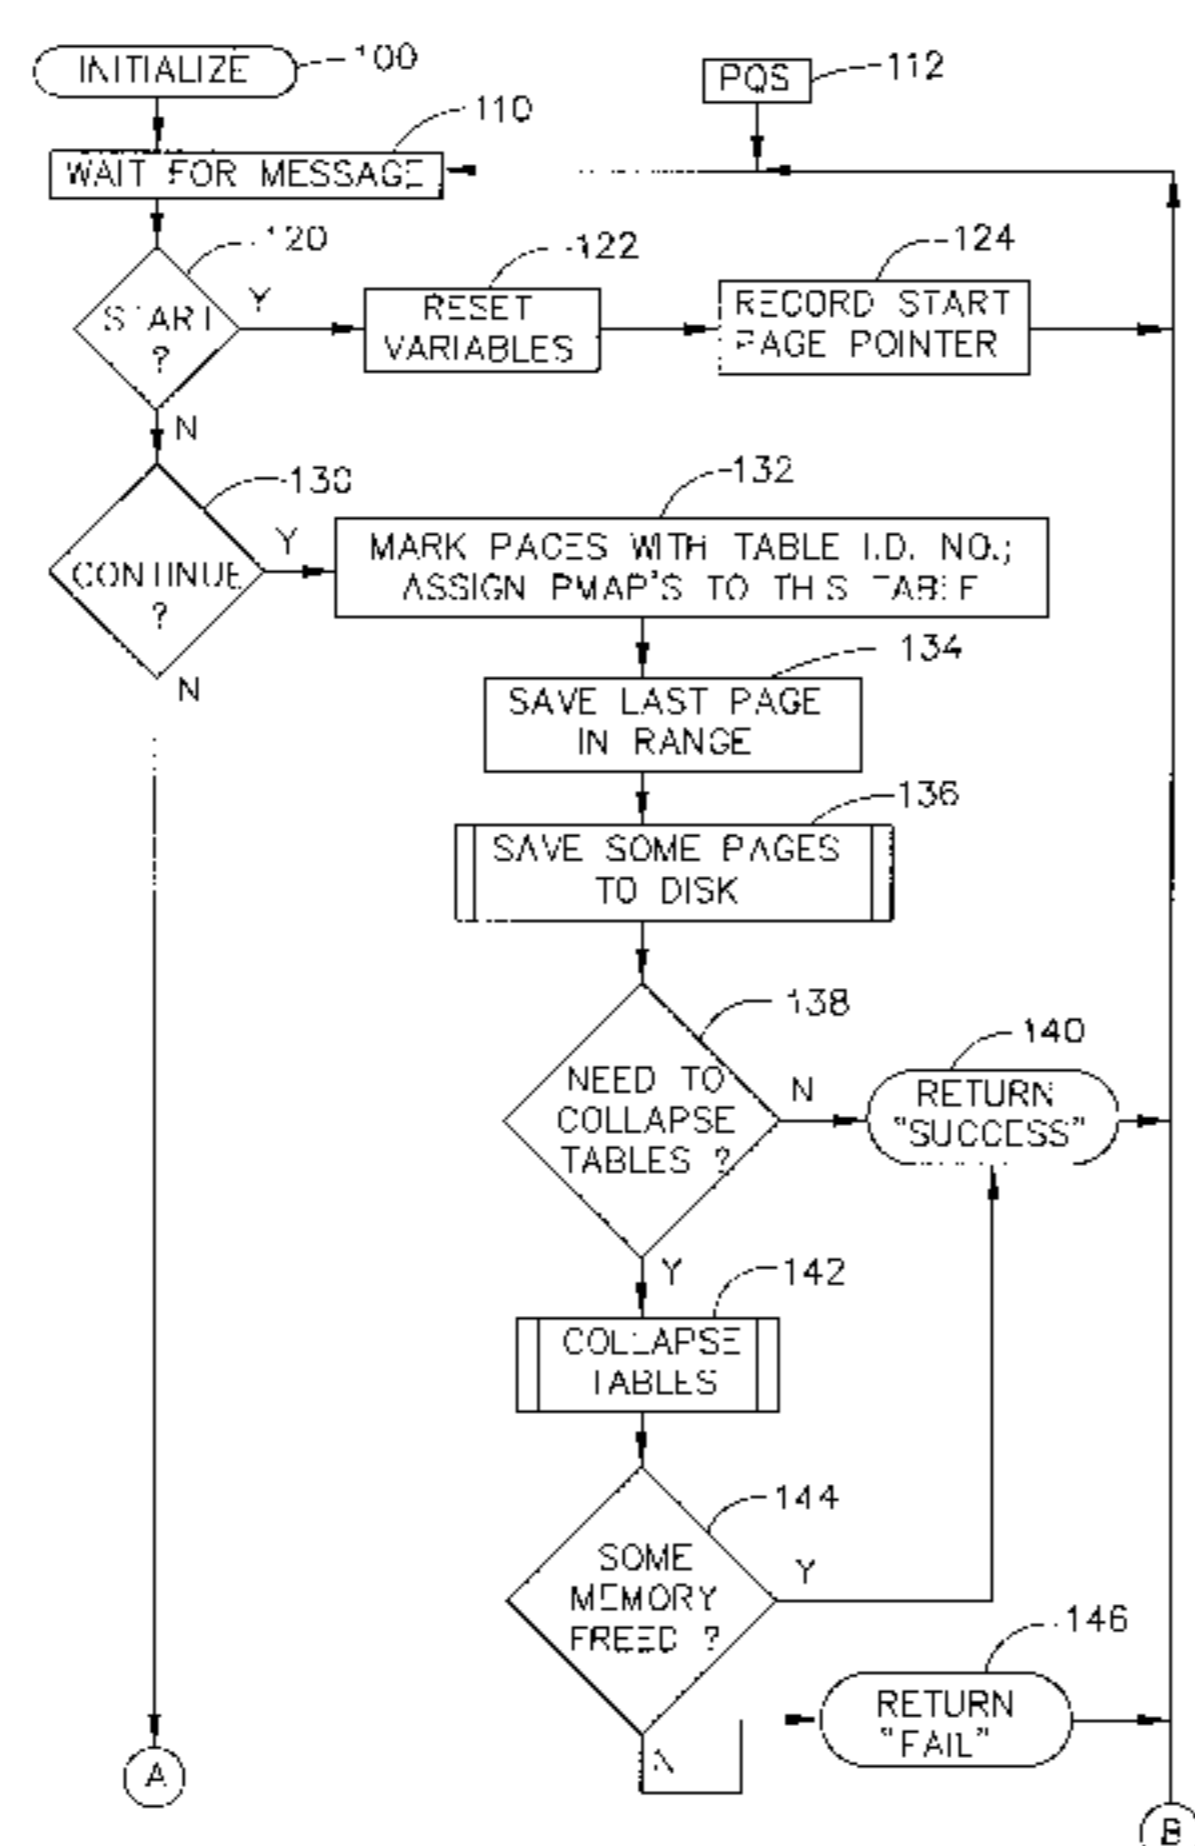 INITIALIZE
100
PQS
112
110
WAIT FOR MESSAGE
120
START
?
Y
122
RESET
VARIABLES
124
RECORD START
PAGE POINTER
N
130
CONTINUE
?
Y
132
MARK PAGES WITH TABLE I.D. NO.;
ASSIGN PMAP'S TO THIS TABLE
N
134
SAVE LAST PAGE
IN RANGE
136
SAVE SOME PAGES
TO DISK
138
NEED TO
COLLAPSE
TABLES ?
N
140
RETURN
"SUCCESS"
Y
142
COLLAPSE
TABLES
144
SOME
MEMORY
FREED ?
Y
146
RETURN
"FAIL"
N
A
B